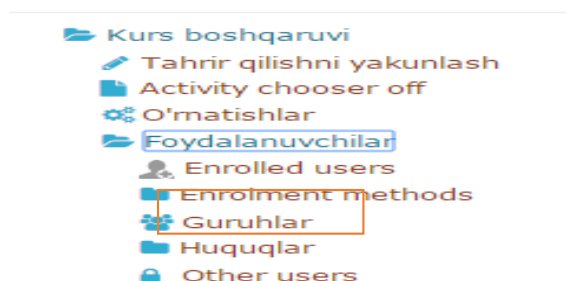 Kurs boshqaruvi
Tahrir qilishni yakunlash
Activity chooser off
O'rnatishlar
Foydalanuvchilar
Enrolled users
Enrolment methods
Guruhlar
Huquqlar
Other users